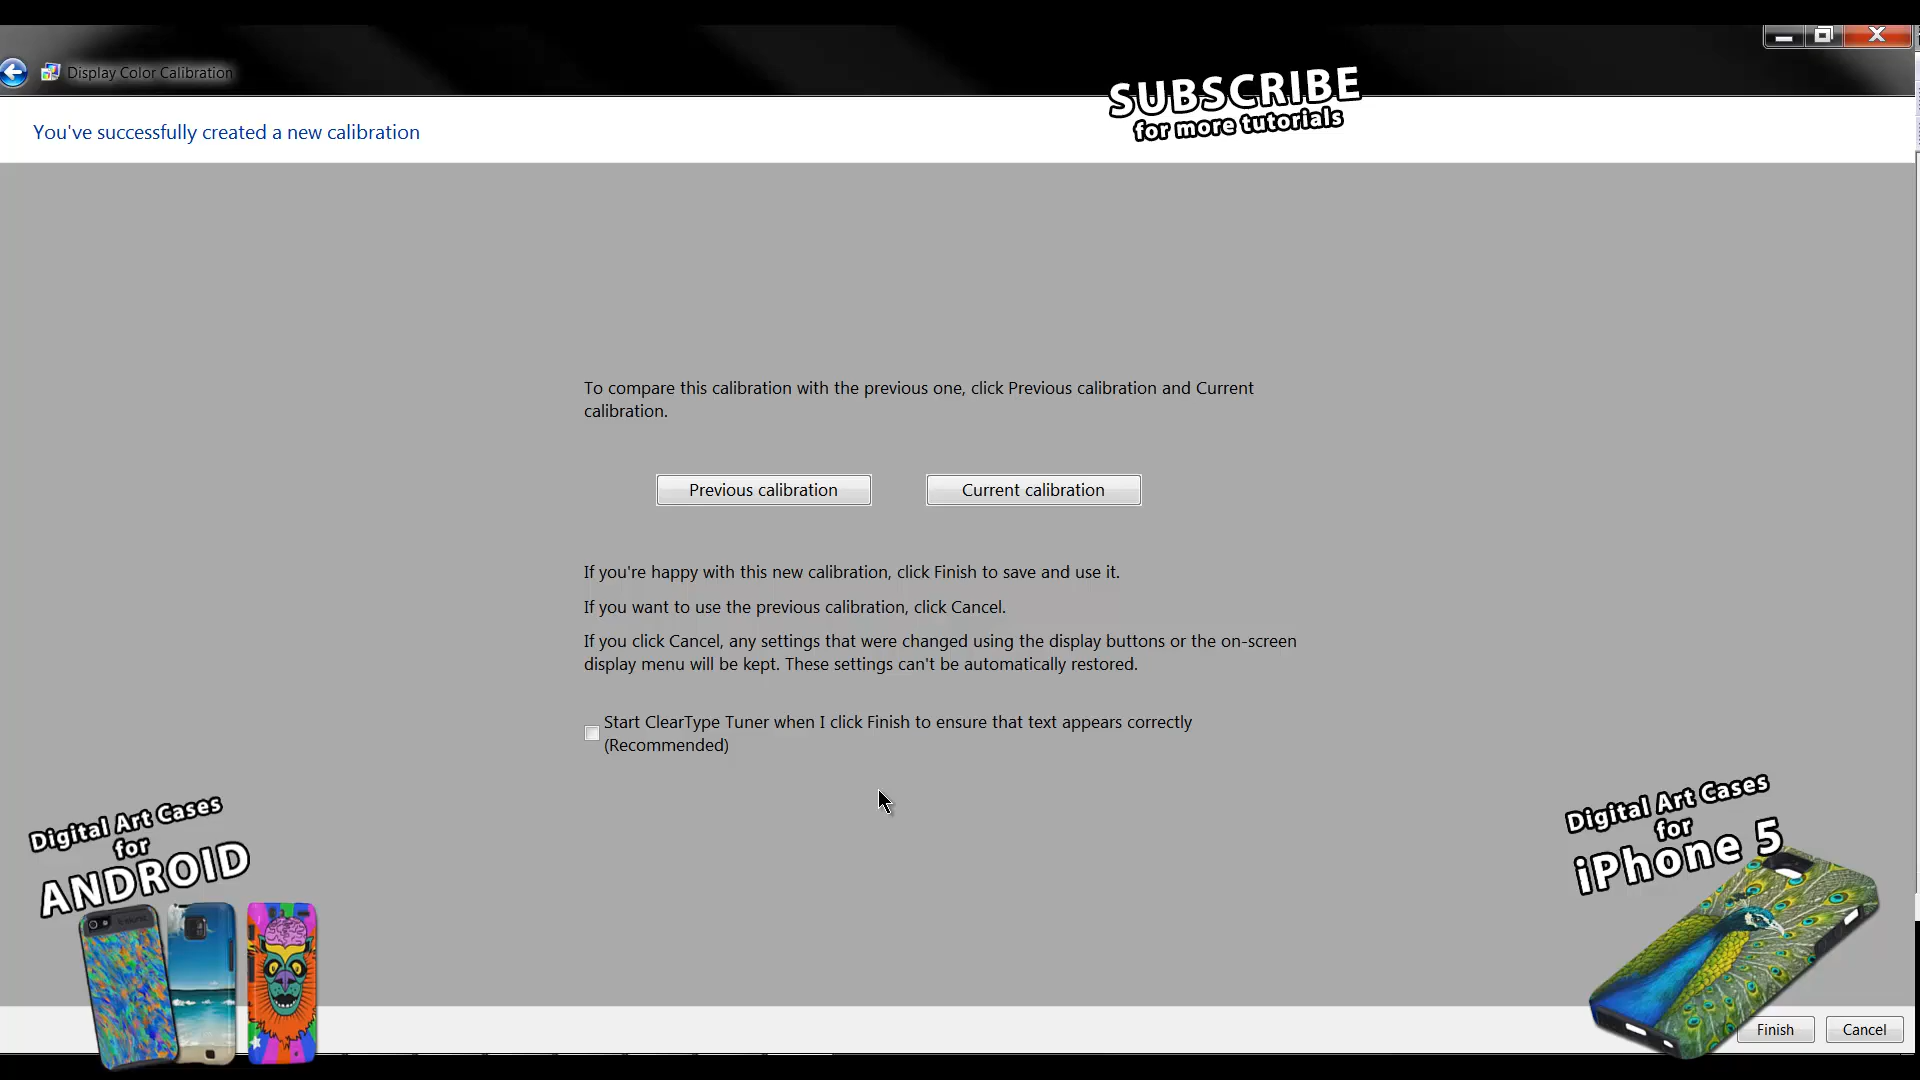 Display Color Calibration
SUBSCRIBE
for more tutorials
You've successfully created a new calibration
To compare this calibration with the previous one, click Previous calibration and Current
calibration.
Previous calibration
Current calibration
If you're happy with this new calibration, click Finish to save and use it.
If you want to use the previous calibration, click Cancel.
If you click Cancel, any settings that were changed using the display buttons or the on-screen
display menu will be kept. These settings can't be automatically restored.
Start ClearType Tuner when I click Finish to ensure that text appears correctly
(Recommended)
Digital Art Cases
for
ANDROID
Digital Art Cases
for
iPhone 5
Finish
Cancel